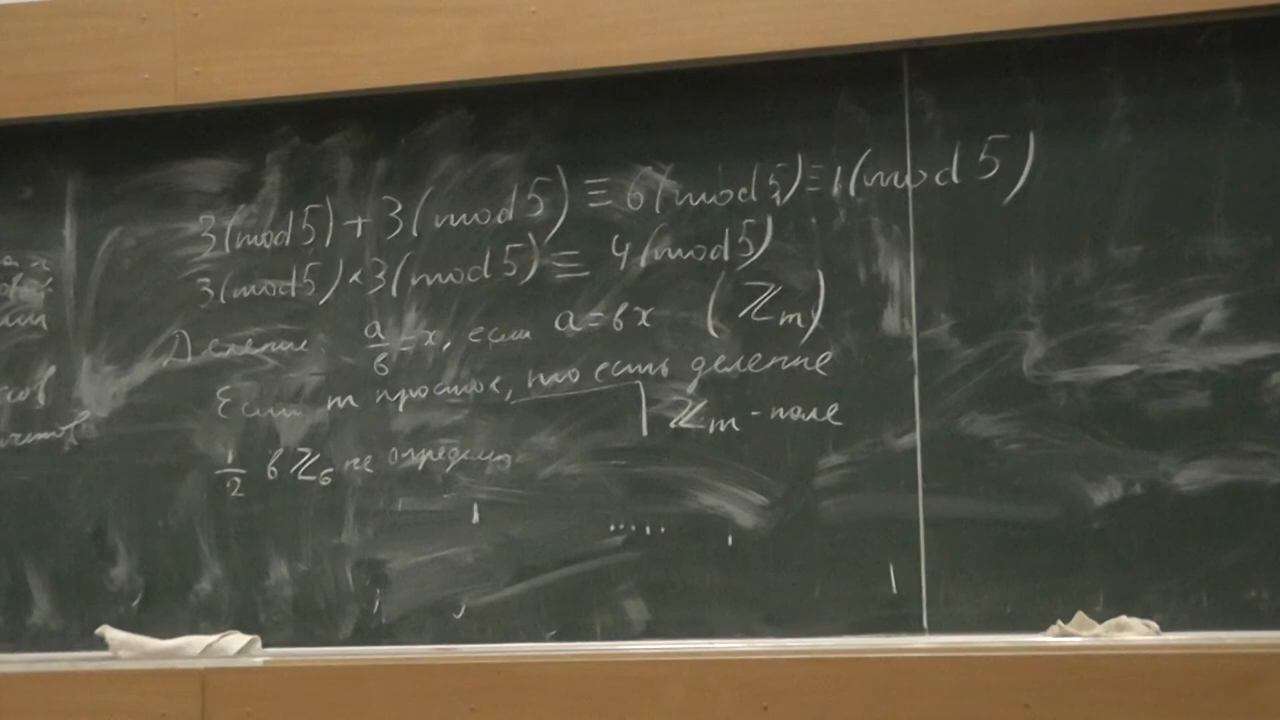 3(mod 5) + 3(mod 5) ≡ 6(mod 5) ≡ 1(mod 5)
3(mod 5) × 3(mod 5) ≡ 4(mod 5)
Деление: a/b = x, если a = bx (ℤm)
Если m простое, то есть деление
ℤm - поле
1/2 в ℤ6 не определ